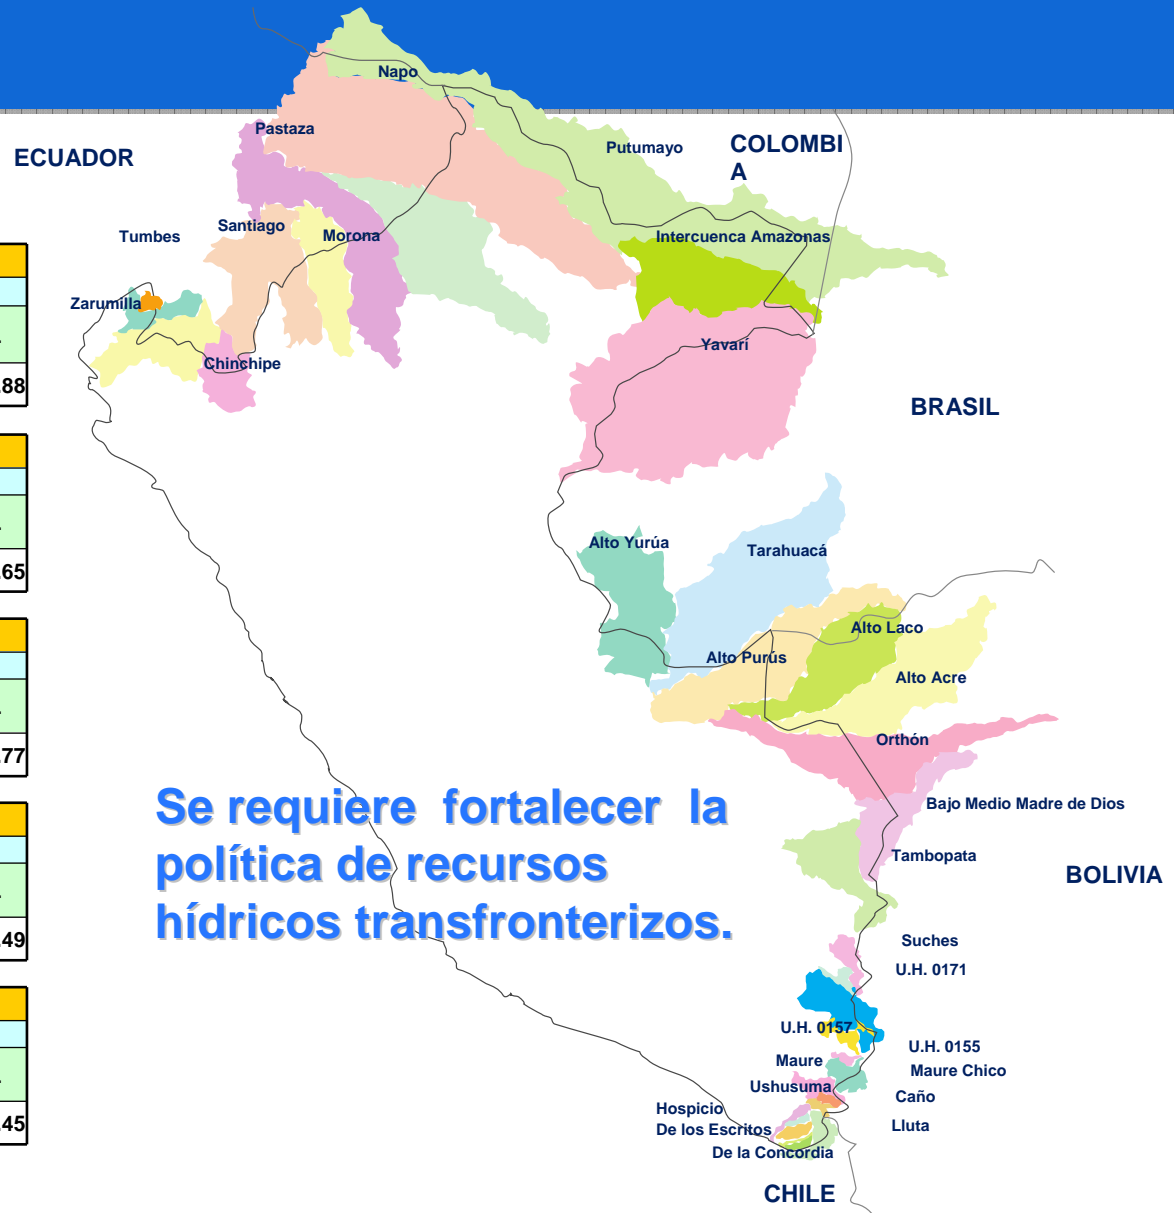 Napo
Pastaza
ECUADOR
Putumayo
COLOMBI
A
Tumbes
Santiago
Morona
Intercuenca Amazonas
Zarumilla
Chinchipe
Yavarí
.
.88
BRASIL
.
.65
Alto Yurúa
Tarahuacá
Alto Laco
Alto Purús
Alto Acre
.
.77
Orthón
Se requiere fortalecer la
política de recursos
hídricos transfronterizos.
Bajo Medio Madre de Dios
Tambopata
BOLIVIA
.
.49
Suches
U.H. 0171
U.H. 0157
U.H. 0155
Maure
Maure Chico
Ushusuma
Caño
.
.45
Hospicio
De los Escritos
Lluta
De la Concordia
CHILE